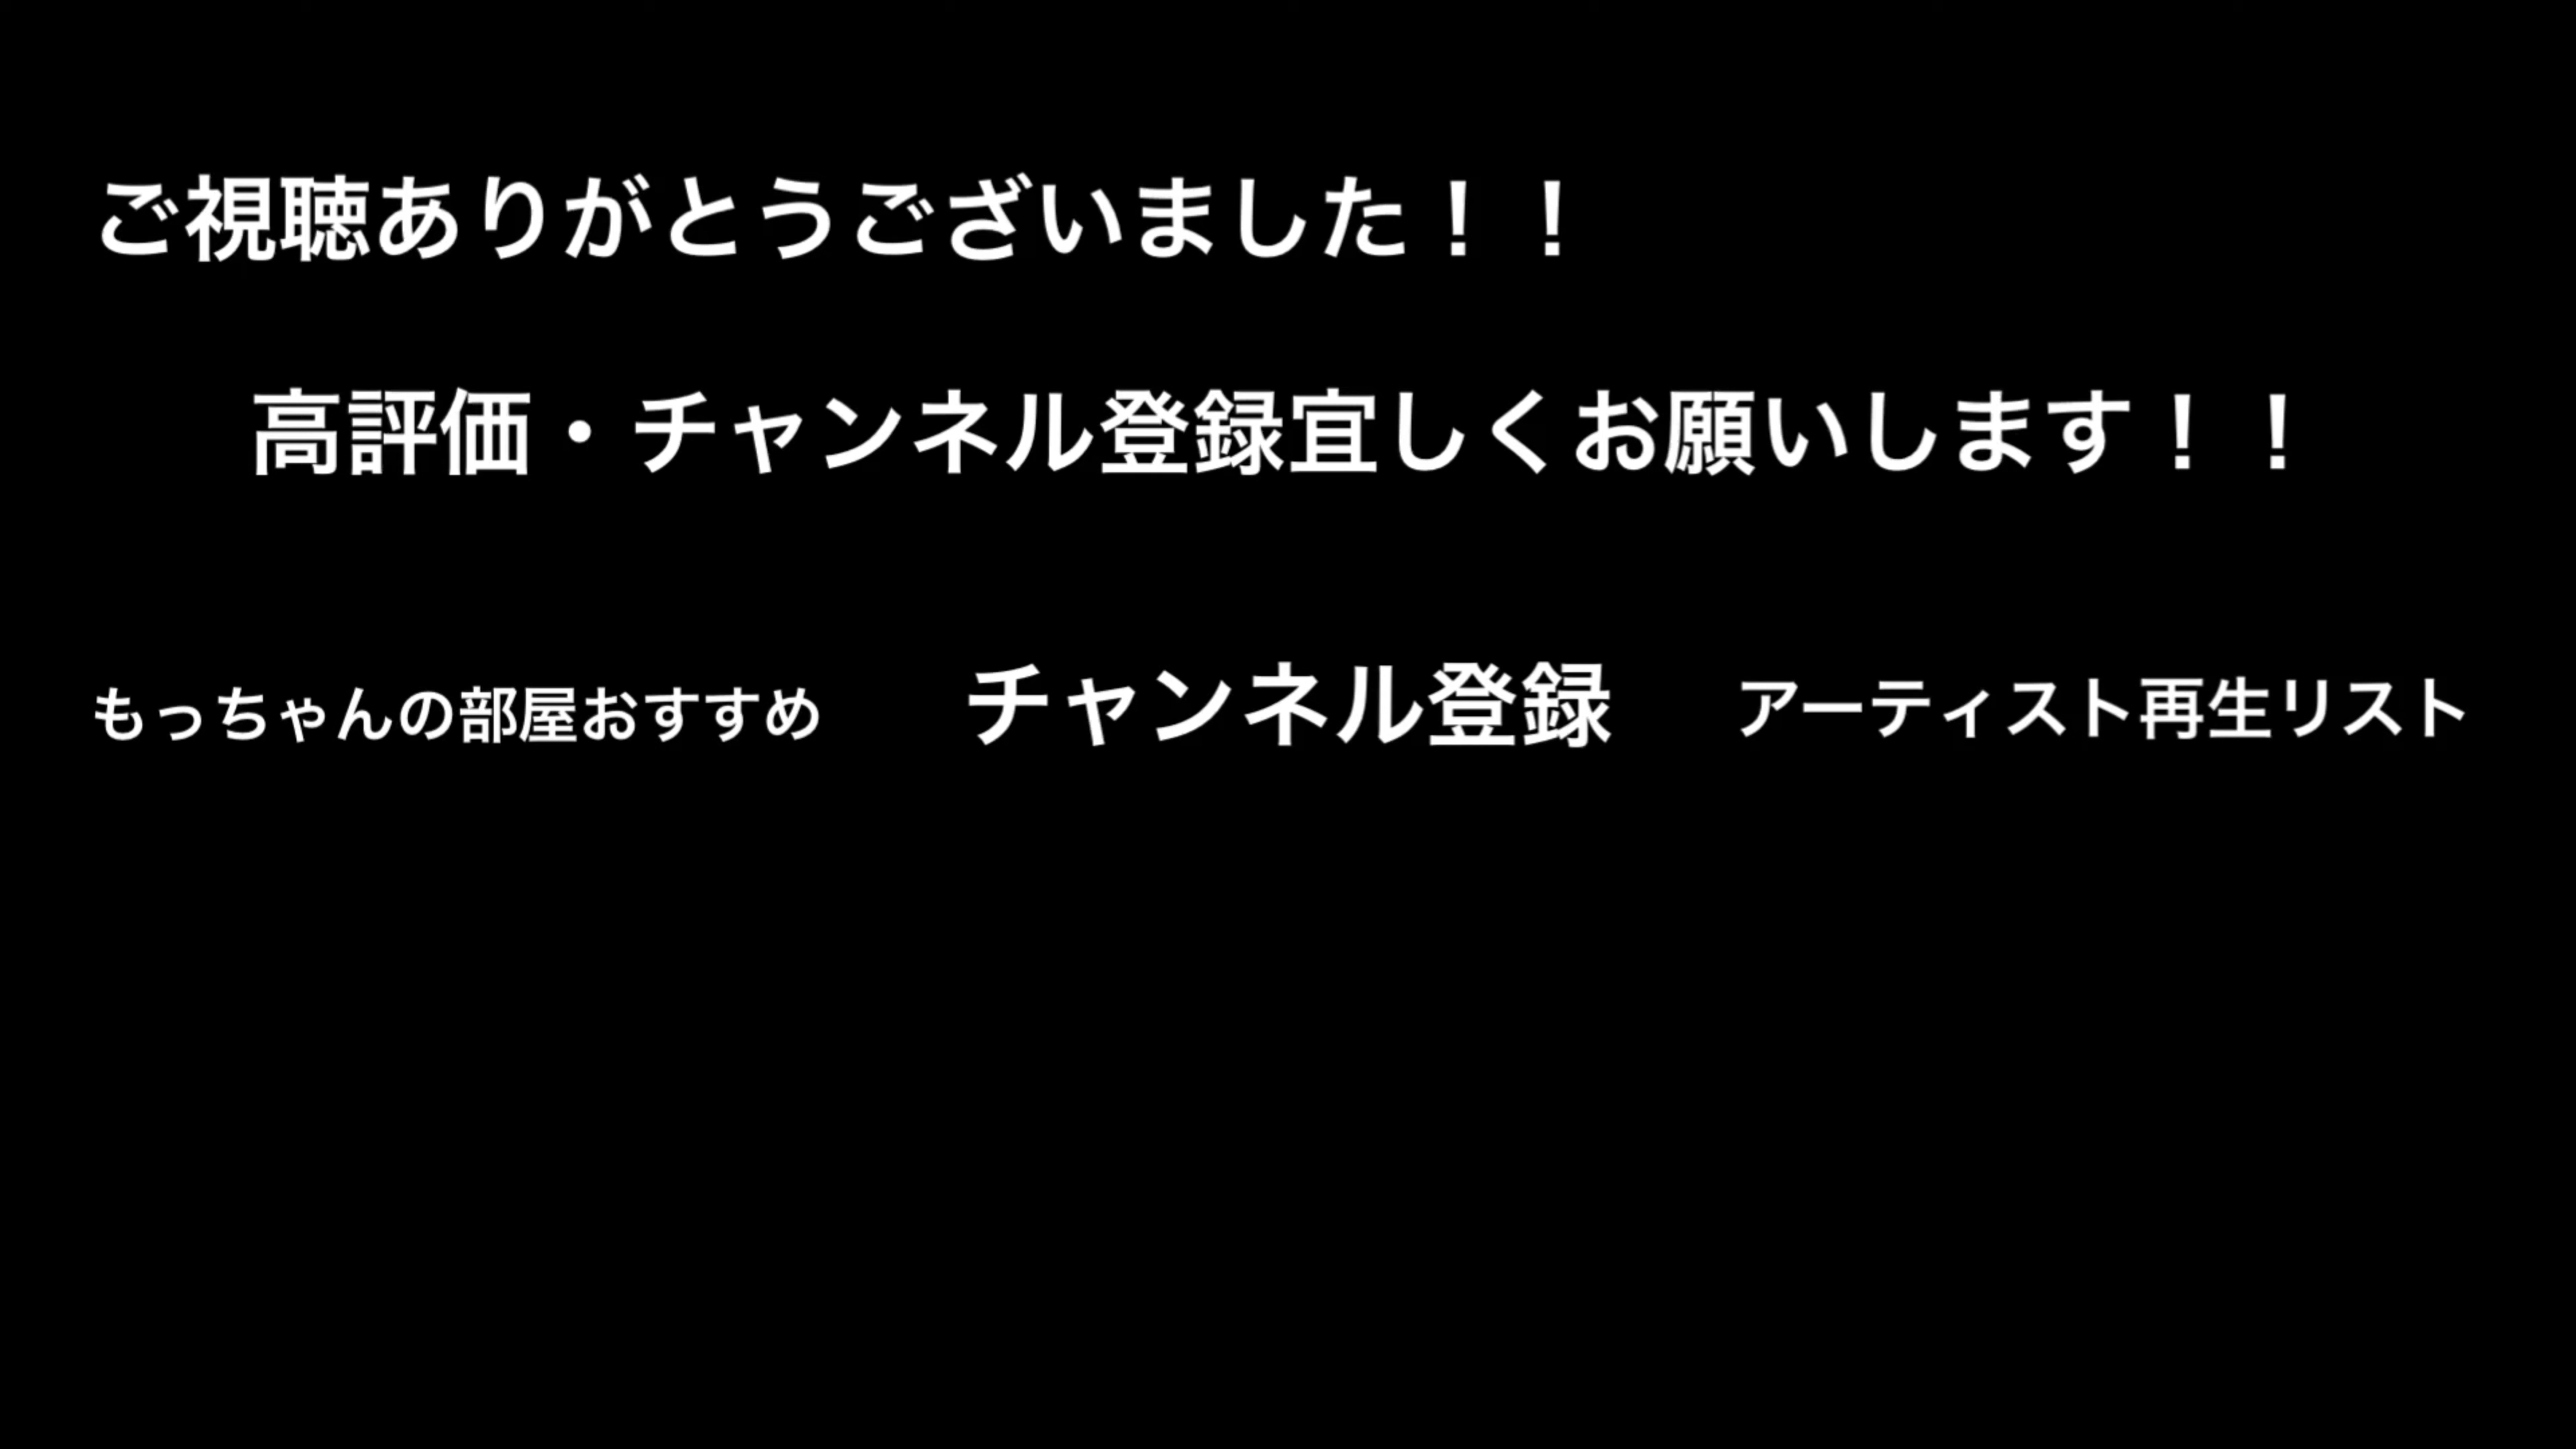 ご視聴ありがとうございました！！
高評価・チャンネル登録宜しくお願いします！！
もっちゃんの部屋おすすめ
チャンネル登録
アーティスト再生リスト